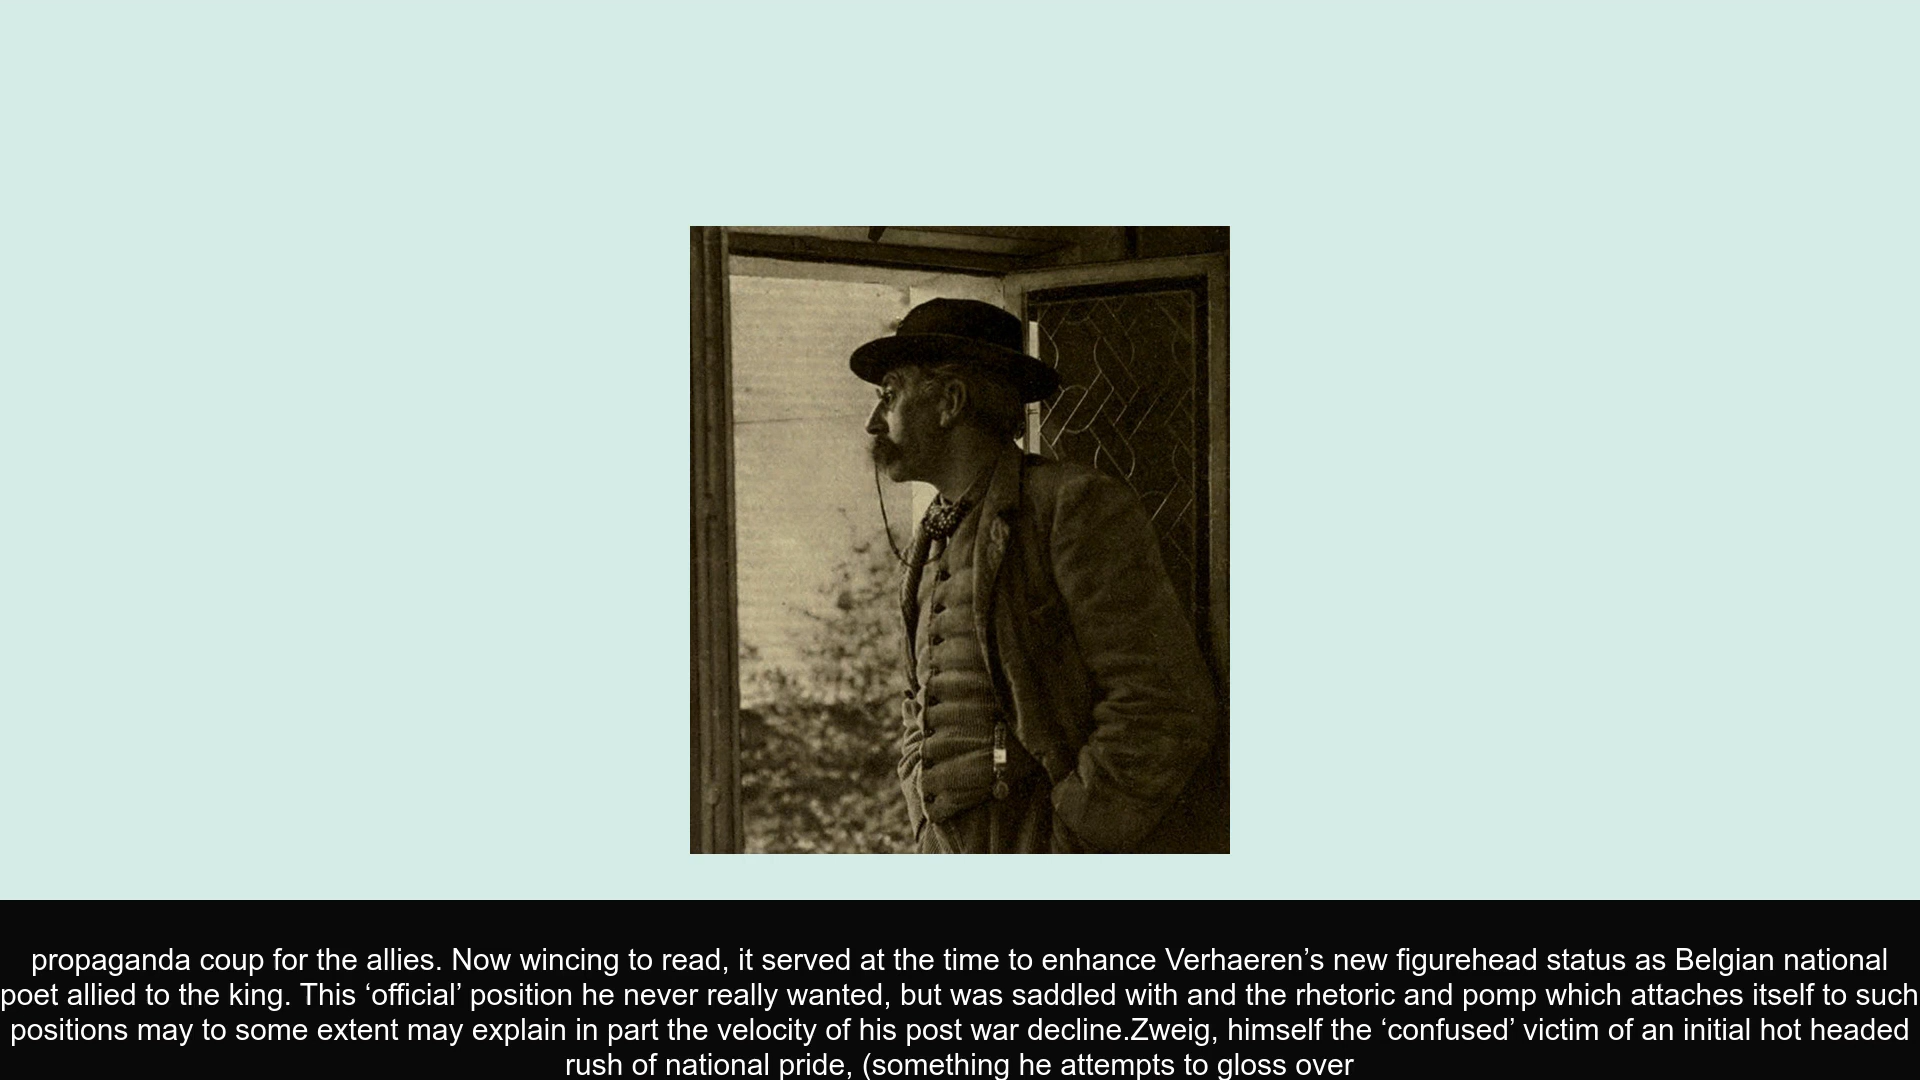 propaganda coup for the allies. Now wincing to read, it served at the time to enhance Verhaeren’s new figurehead status as Belgian national
poet allied to the king. This ‘official’ position he never really wanted, but was saddled with and the rhetoric and pomp which attaches itself to such
positions may to some extent may explain in part the velocity of his post war decline.Zweig, himself the ‘confused’ victim of an initial hot headed
rush of national pride, (something he attempts to gloss over